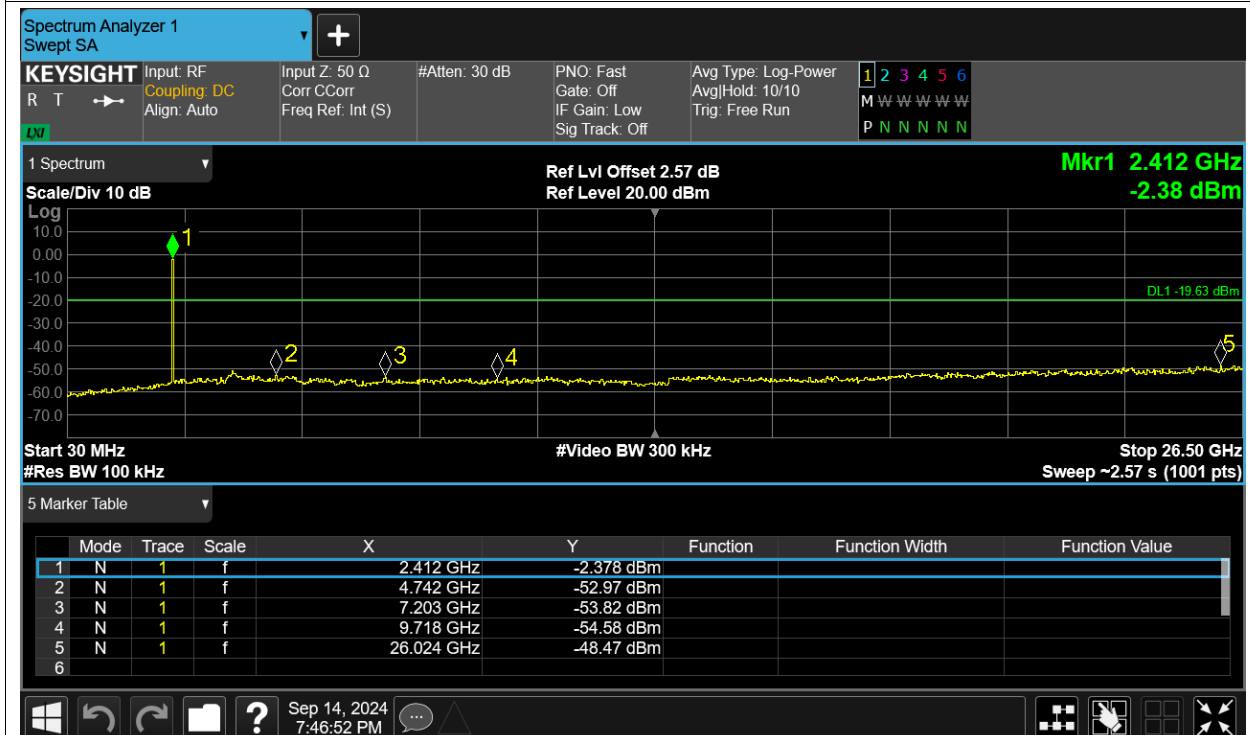 Spectrum Analyzer 1
Swept SA
+
KEYSIGHT Input: RF Input Z: 50 Ω #Atten: 30 dB PNO: Fast Avg Type: Log-Power 1 2 3 4 5 6
R T Coupling: DC Corr CCorr Gate: Off Avg|Hold: 10/10 M W W W W W
Align: Auto Freq Ref: Int (S) IF Gain: Low Trig: Free Run P N N N N N
LXI Sig Track: Off
1 Spectrum Ref Lvl Offset 2.57 dB Mkr1 2.412 GHz
Scale/Div 10 dB Ref Level 20.00 dBm -2.38 dBm
Log
10.0 1
0.00
-10.0
-20.0 DL1 -19.63 dBm
-30.0
-40.0 2 3 4 5
-50.0
-60.0
-70.0
Start 30 MHz #Video BW 300 kHz Stop 26.50 GHz
#Res BW 100 kHz Sweep ~2.57 s (1001 pts)
5 Marker Table
Mode Trace Scale X Y Function Function Width Function Value
1 N 1 f 2.412 GHz -2.378 dBm
2 N 1 f 4.742 GHz -52.97 dBm
3 N 1 f 7.203 GHz -53.82 dBm
4 N 1 f 9.718 GHz -54.58 dBm
5 N 1 f 26.024 GHz -48.47 dBm
6
? Sep 14, 2024
7:46:52 PM